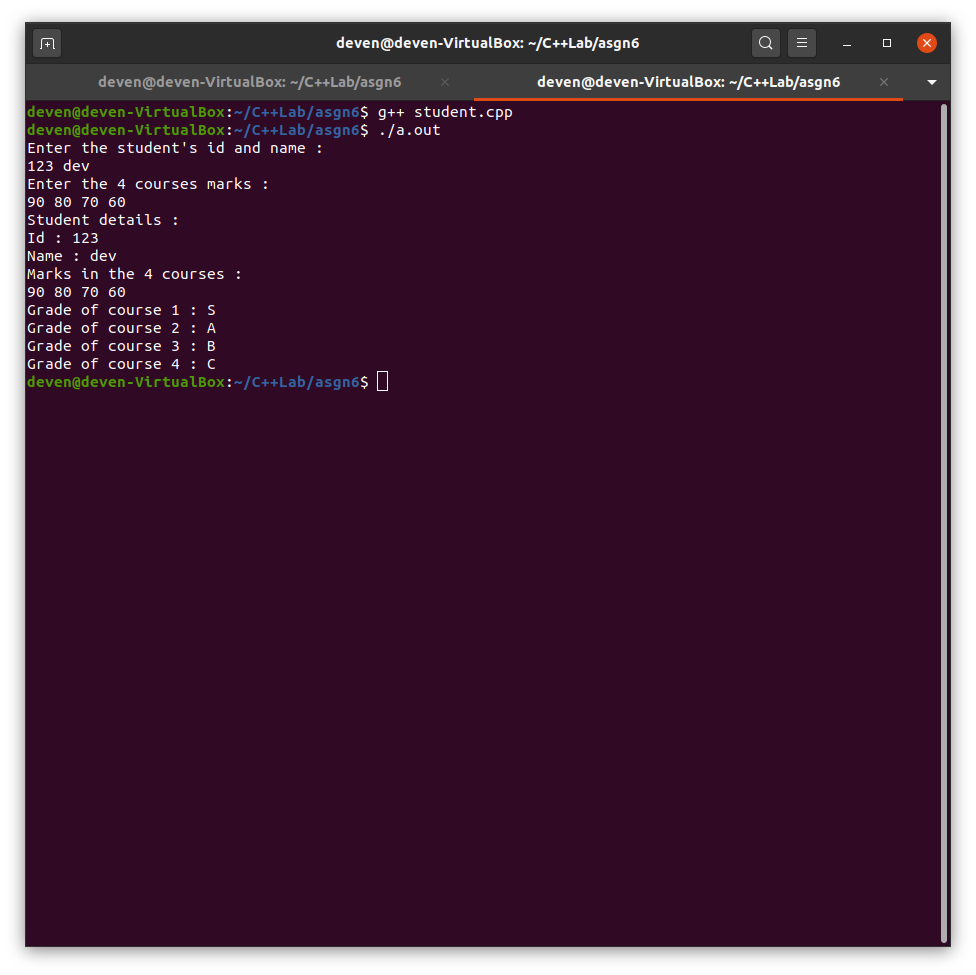 deven@deven-VirtualBox: ~/C++Lab/asgn6
deven@deven-VirtualBox: ~/C++Lab/asgn6
deven@deven-VirtualBox: ~/C++Lab/asgn6
deven@deven-VirtualBox:~/C++Lab/asgn6$ g++ student.cpp
deven@deven-VirtualBox:~/C++Lab/asgn6$ ./a.out
Enter the student's id and name :
123 dev
Enter the 4 courses marks :
90 80 70 60
Student details :
Id : 123
Name : dev
Marks in the 4 courses :
90 80 70 60
Grade of course 1 : S
Grade of course 2 : A
Grade of course 3 : B
Grade of course 4 : C
deven@deven-VirtualBox:~/C++Lab/asgn6$